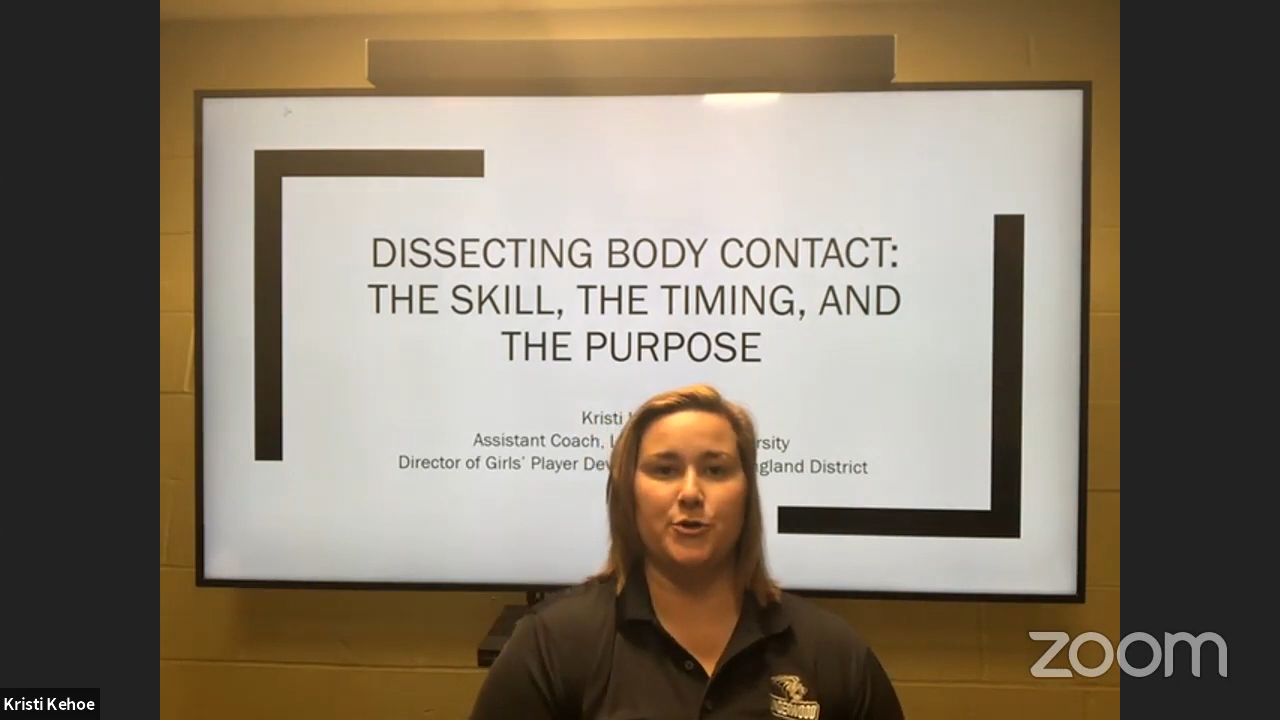 DISSECTING BODY CONTACT:
THE SKILL, THE TIMING, AND
THE PURPOSE
Kristi
Assistant Coach,
Director of Girls' Player District
zoom
Kristi Kehoe